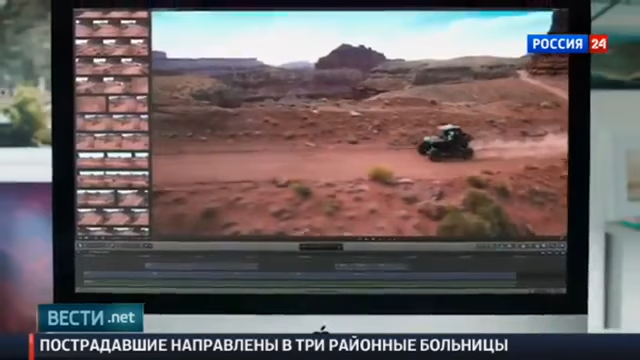 РОССИЯ 24
ВЕСТИ.net
ПОСТРАДАВШИЕ НАПРАВЛЕНЫ В ТРИ РАЙОННЫЕ БОЛЬНИЦЫ